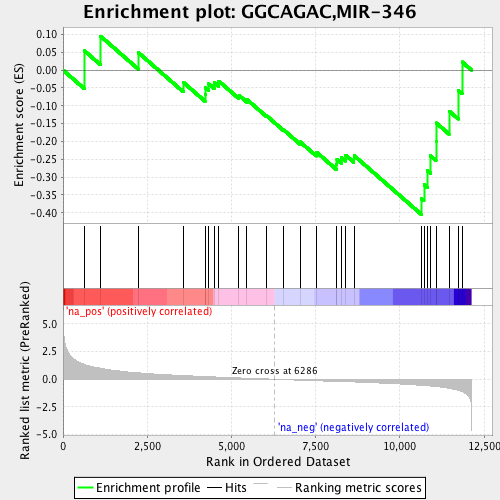 Enrichment plot: GGCAGAC,MIR-346
Enrichment score (ES)
0.10
0.05
0.00
-0.05
-0.10
-0.15
-0.20
-0.25
-0.30
-0.35
-0.40
'na_pos' (positively correlated)
Ranked list metric (PreRanked)
5.0
2.5
0.0
-2.5
-5.0
Zero cross at 6286
'na_neg' (negatively correlated)
0
2,500
5,000
7,500
10,000
12,500
Rank in Ordered Dataset
Enrichment profile
Hits
Ranking metric scores